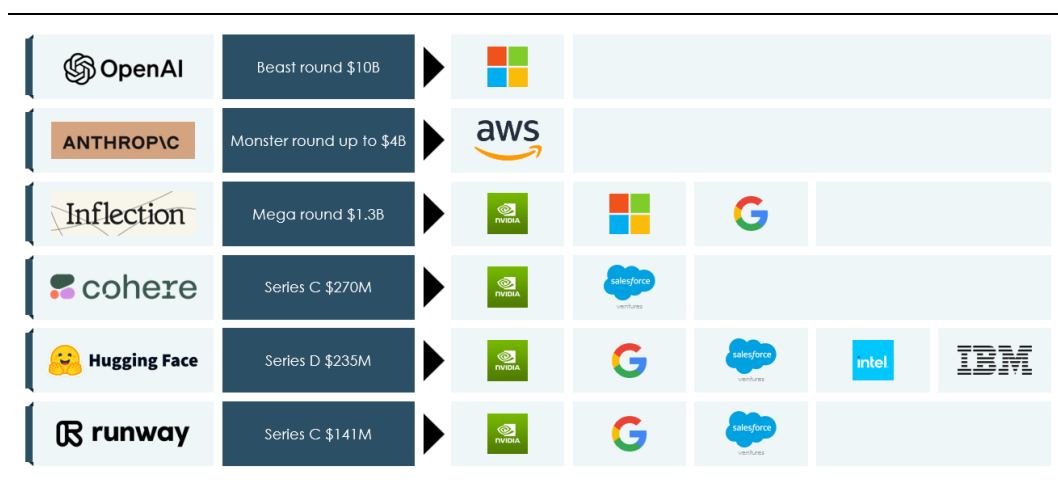 OpenAI
Beast round $10B
ANTHROP\C
Monster round up to $4B
aws
Inflection
Mega round $1.3B
NVIDIA
cohere
Series C $270M
NVIDIA
salesforce
ventures
Hugging Face
Series D $235M
NVIDIA
salesforce
ventures
intel
IBM
runway
Series C $141M
NVIDIA
salesforce
ventures